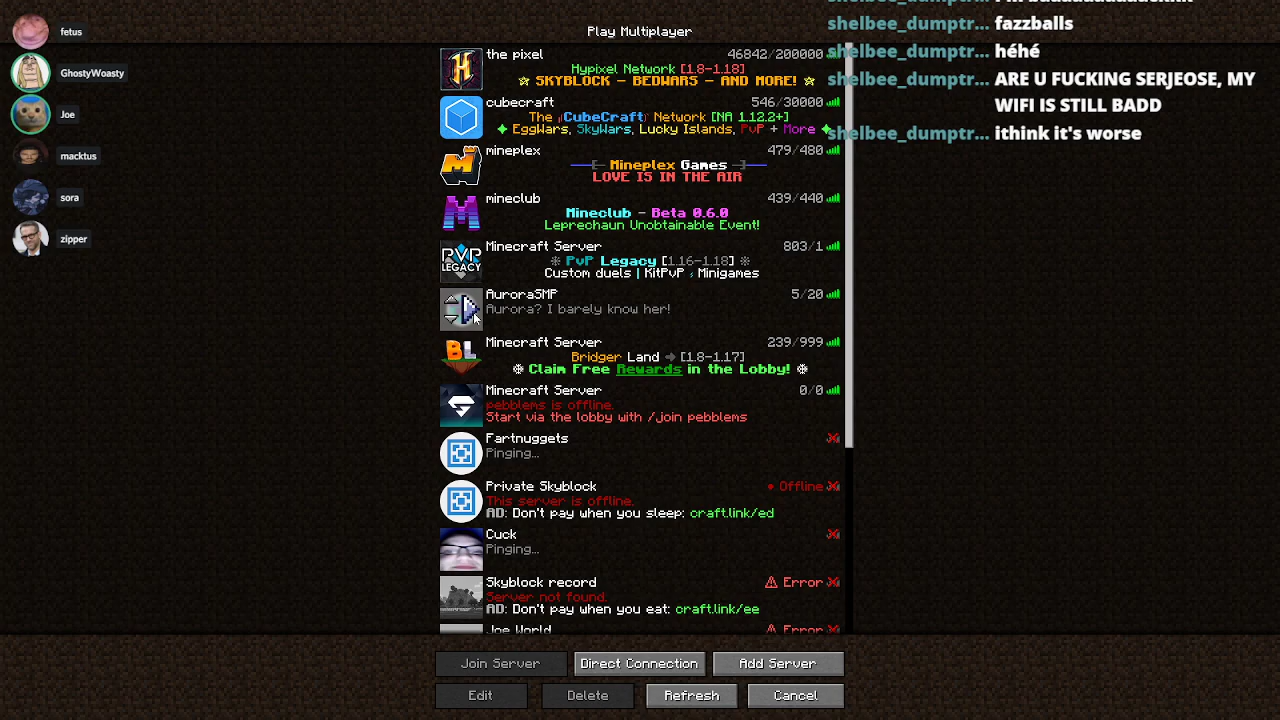 fetus
GhostyWoasty
Joe
macktus
sora
zipper
Play Multiplayer
the pixel 46842/200000
Hypixel Network [1.8-1.18]
☆ SKYBLOCK - BEDWARS - AND MORE! ☆
cubecraft 546/30000
The CubeCraft Network [NA 1.12.2+]
✦ EggWars, SkyWars, Lucky Islands, PvP + More ✦
mineplex 479/480
Mineplex Games
LOVE IS IN THE AIR
mineclub 439/440
Mineclub - Beta 0.6.0
Leprechaun Unobtainable Event!
Minecraft Server 803/1
PVP LEGACY
PvP Legacy [1.16-1.18]
Custom duels | KitPvP ; Minigames
AuroraSMP 5/20
Aurora? I barely know her!
Minecraft Server 239/999
BL
Bridger Land → [1.8-1.17]
Claim Free Rewards in the Lobby!
Minecraft Server 0/0
pebblems is offline.
Start via the lobby with /join pebblems
Fartnuggets
Pinging...
Private Skyblock • Offline
This server is offline.
AD: Don't pay when you sleep: craft.link/ed
Cuck
Pinging...
Skyblock record ⚠ Error
Server not found.
AD: Don't pay when you eat: craft.link/ee
Joe World ⚠ Error
Join Server Direct Connection Add Server
Edit Delete Refresh Cancel
shelbee_dumptr... fazzballs
shelbee_dumptr... héhé
shelbee_dumptr... ARE U FUCKING SERJEOSE, MY
WIFI IS STILL BADD
shelbee_dumptr... ithink it's worse